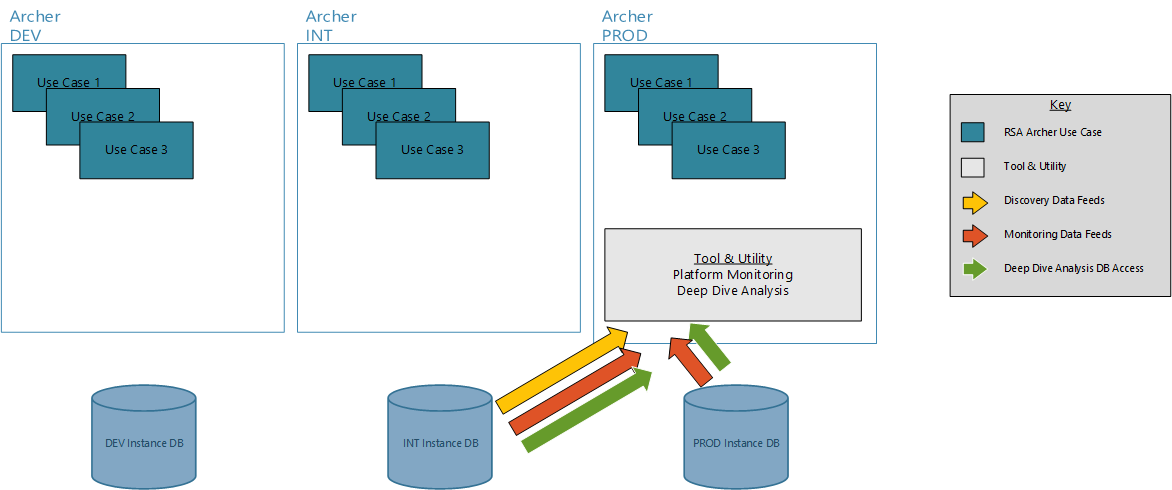 Archer
DEV
Archer
INT
Archer
PROD
Use Case 1
Use Case 2
Use Case 3
Use Case 1
Use Case 2
Use Case 3
Use Case 1
Use Case 2
Use Case 3
Tool & Utility
Platform Monitoring
Deep Dive Analysis
DEV Instance DB
INT Instance DB
PROD Instance DB
Key
RSA Archer Use Case
Tool & Utility
Discovery Data Feeds
Monitoring Data Feeds
Deep Dive Analysis DB Access